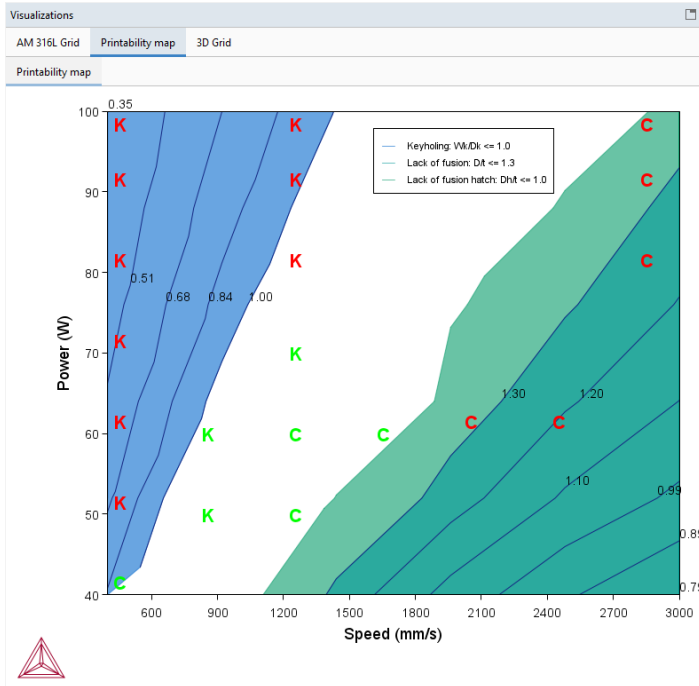 Visualizations
AM 316L Grid Printability map 3D Grid
Printability map
0.35
100
K K C
Keyholing: Wk/Dk <= 1.0
Lack of fusion: D/t <= 1.3
Lack of fusion hatch: Dh/t <= 1.0
90
K K C
80
K K C
0.51 0.68 0.84 1.00
70
K K
1.30 1.20
60
K K C C C C
1.10 0.99
50
K K C
0.89
40
C
0.79
600 900 1200 1500 1800 2100 2400 2700 3000
Speed (mm/s)
Power (W)